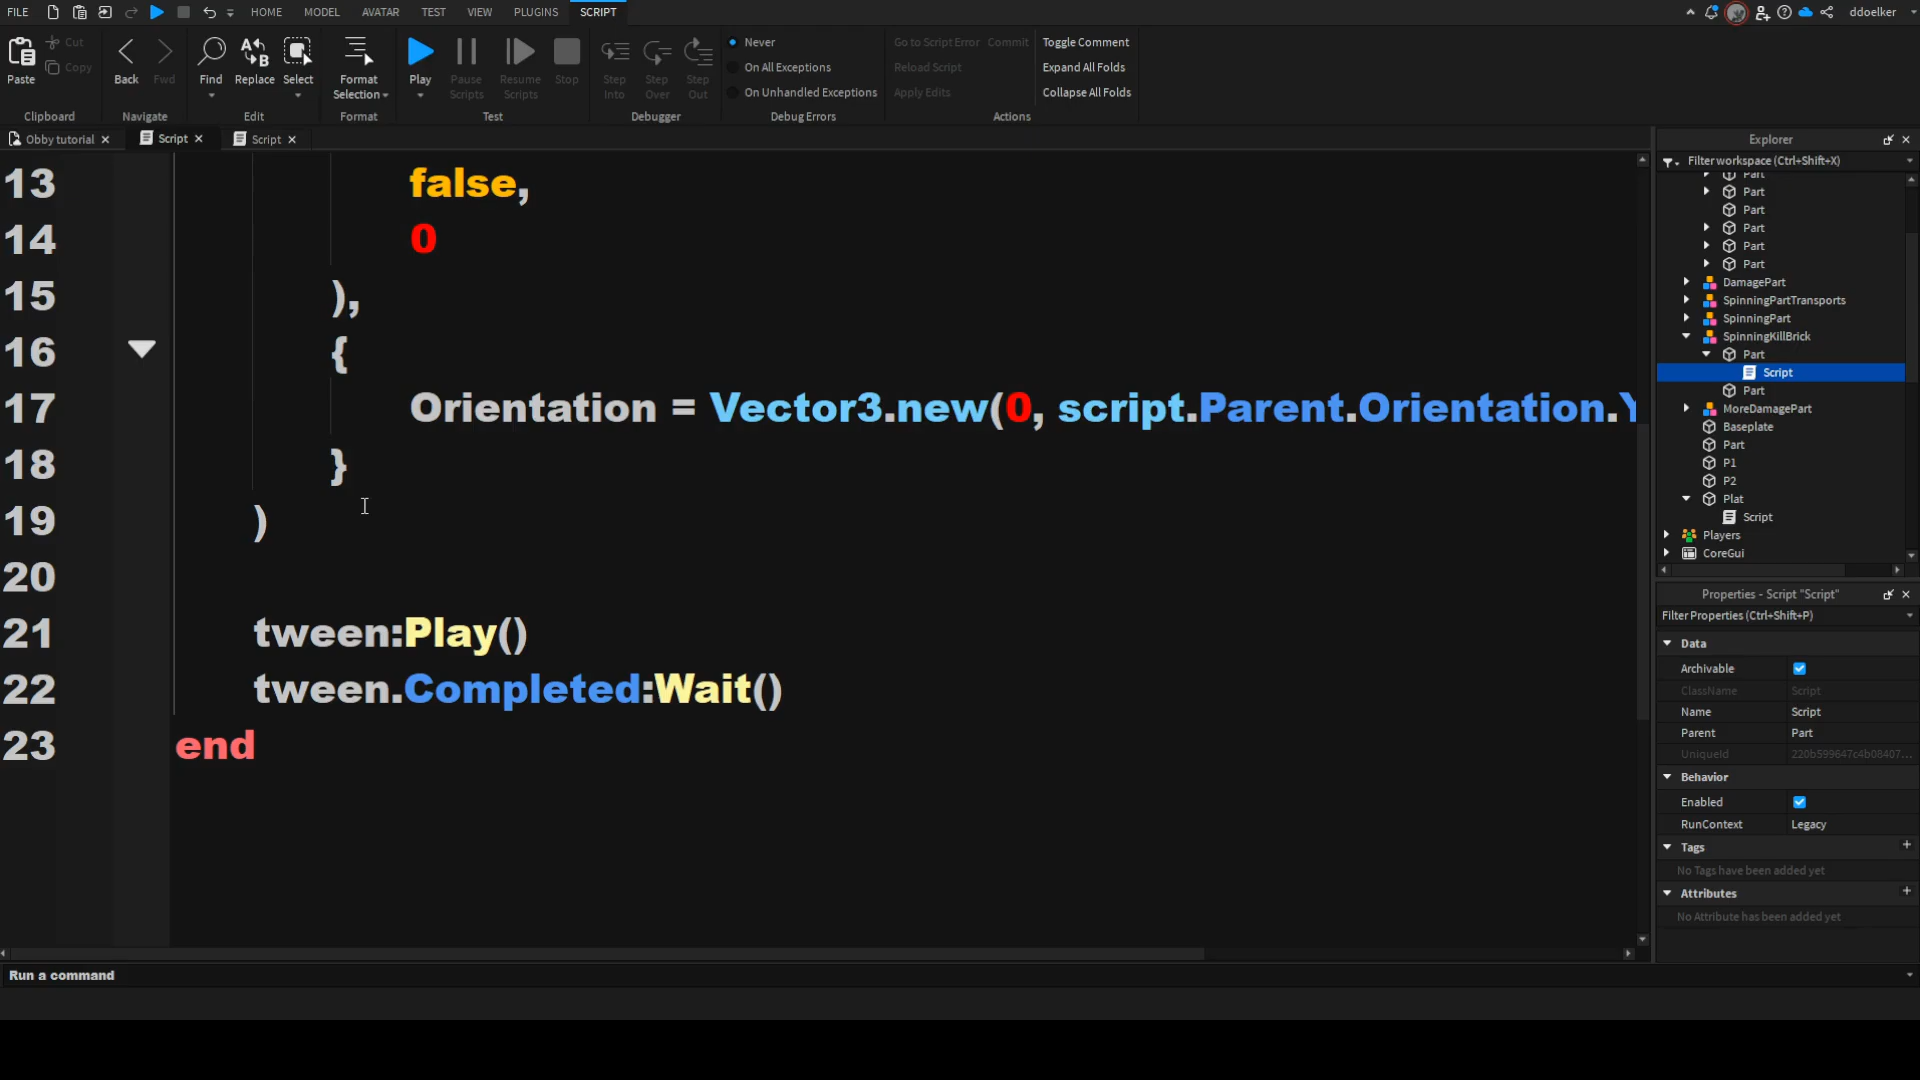 FILE HOME MODEL AVATAR TEST VIEW PLUGINS SCRIPT ddoelker
Paste Cut Copy Back Fwd Find Replace Select Format Selection Play Pause Scripts Resume Scripts Stop Step Into Step Over Step Out
Never
On All Exceptions
On Unhandled Exceptions
Go to Script Error Commit
Reload Script
Apply Edits
Toggle Comment
Expand All Folds
Collapse All Folds
Clipboard Navigate Edit Format Test Debugger Debug Errors Actions
Obby tutorial Script Script
13 false,
14 0
15 ),
16 {
17 Orientation = Vector3.new(0, script.Parent.Orientation.Y
18 }
19 )
20
21 tween:Play()
22 tween.Completed:Wait()
23 end
Run a command
Explorer
Filter workspace (Ctrl+Shift+X)
Part
Part
Part
Part
Part
Part
DamagePart
SpinningPartTransports
SpinningPart
SpinningKillBrick
Part
Script
Part
MoreDamagePart
Baseplate
Part
P1
P2
Plat
Script
Players
CoreGui
Properties - Script "Script"
Filter Properties (Ctrl+Shift+P)
Data
Archivable
ClassName Script
Name Script
Parent Part
UniqueId 220b599647c4b08407...
Behavior
Enabled
RunContext Legacy
Tags
No Tags have been added yet
Attributes
No Attribute has been added yet